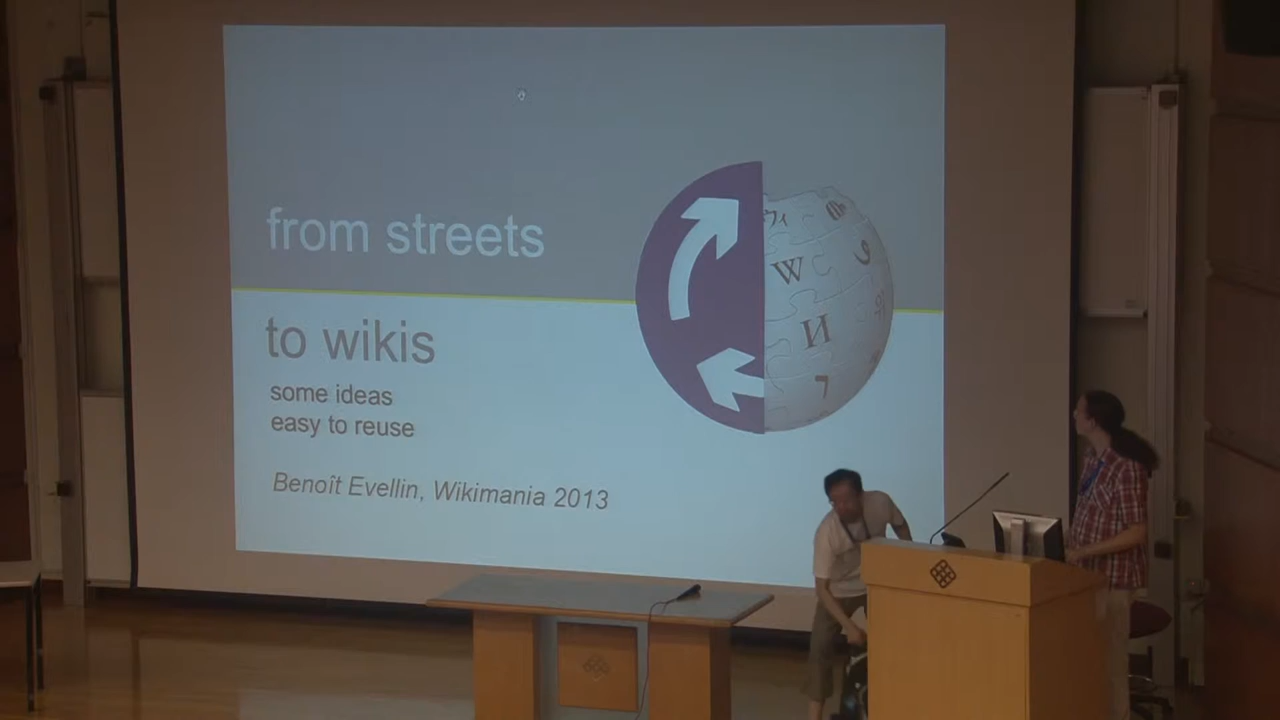 from streets
to wikis
some ideas
easy to reuse
Benoît Evellin, Wikimania 2013
W
И